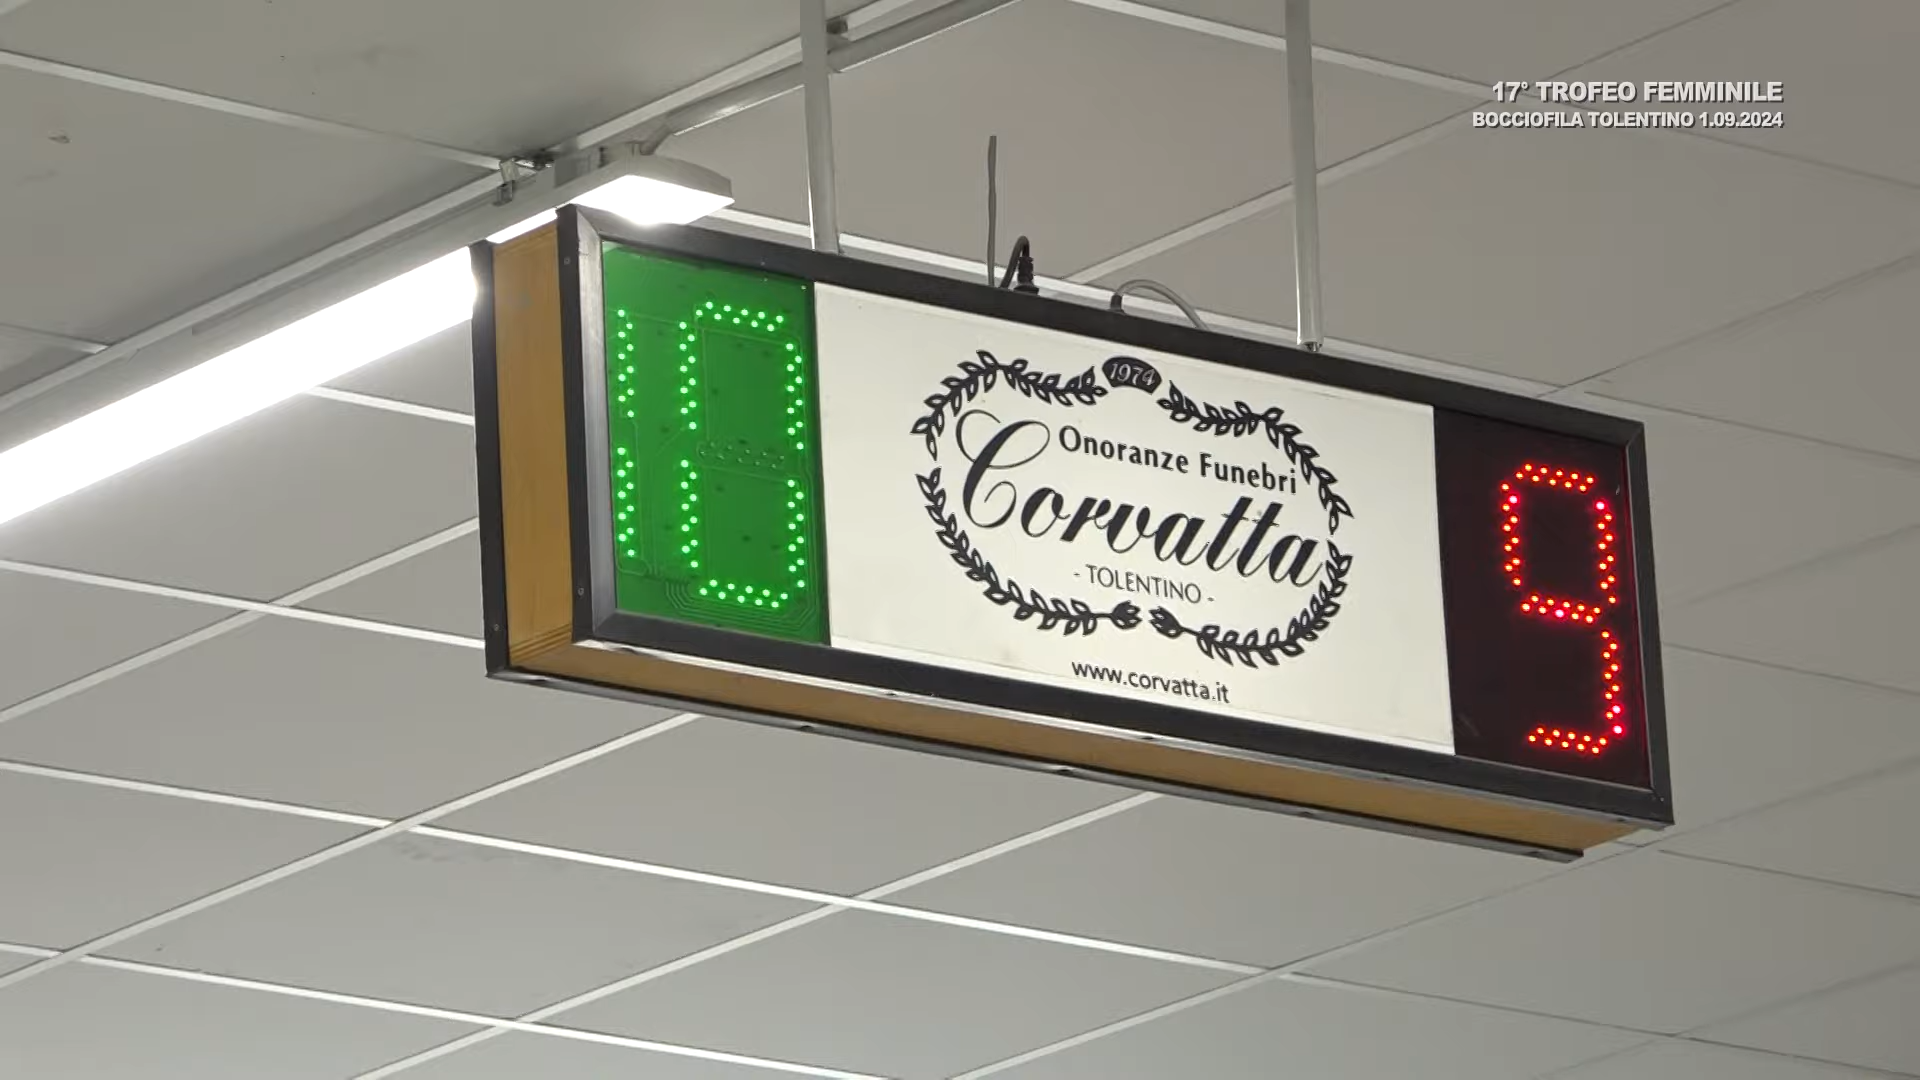 17° TROFEO FEMMINILE
BOCCIOFILA TOLENTINO 1.09.2024
10
1974
Onoranze Funebri
Corvatta
- TOLENTINO -
www.corvatta.it
9